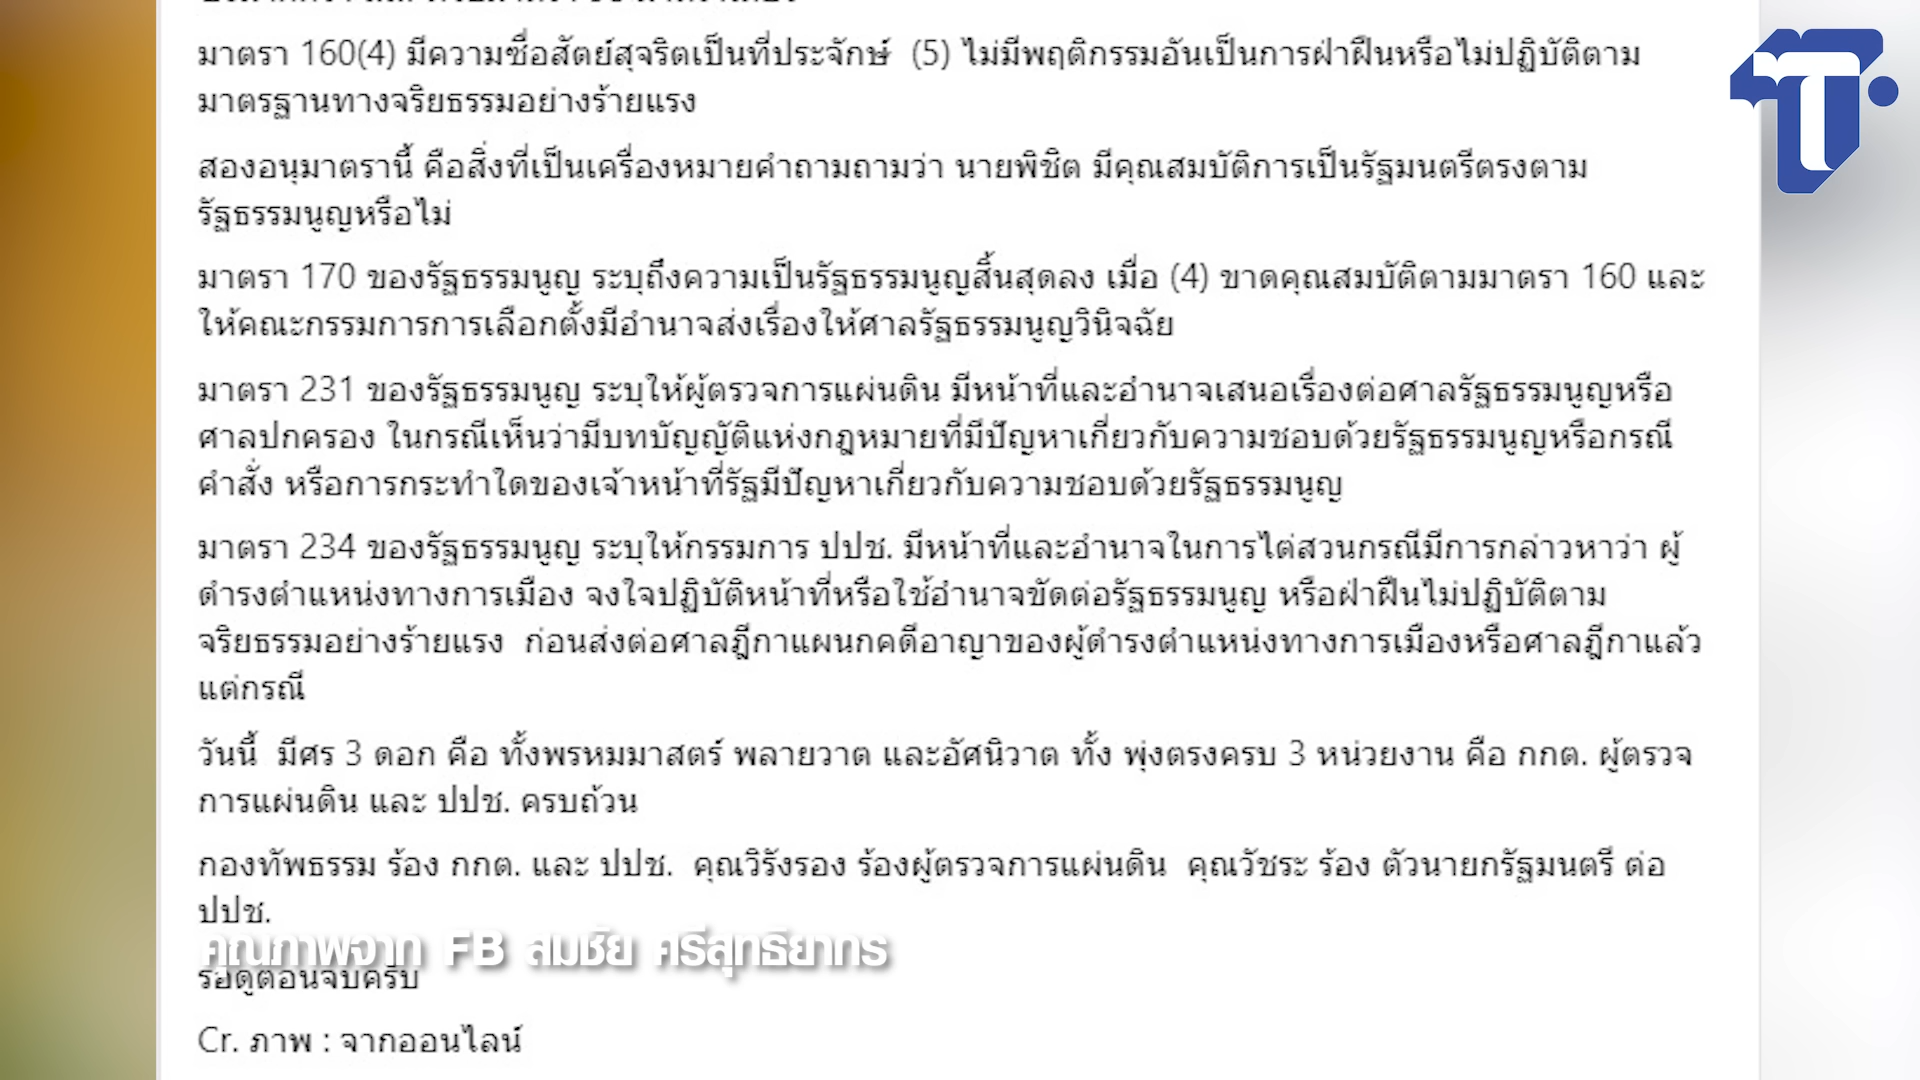 มาตรา 160(4) มีความซื่อสัตย์สุจริตเป็นที่ประจักษ์ (5) ไม่มีพฤติกรรมอันเป็นการฝ่าฝืนหรือไม่ปฏิบัติตาม
มาตรฐานทางจริยธรรมอย่างร้ายแรง
สองอนุมาตรานี้ คือสิ่งที่เป็นเครื่องหมายคำถามถามว่า นายพิชิต มีคุณสมบัติการเป็นรัฐมนตรีตรงตาม
รัฐธรรมนูญหรือไม่
มาตรา 170 ของรัฐธรรมนูญ ระบุถึงความเป็นรัฐธรรมนูญสิ้นสุดลง เมื่อ (4) ขาดคุณสมบัติตามมาตรา 160 และ
ให้คณะกรรมการการเลือกตั้งมีอำนาจส่งเรื่องให้ศาลรัฐธรรมนูญวินิจฉัย
มาตรา 231 ของรัฐธรรมนูญ ระบุให้ผู้ตรวจการแผ่นดิน มีหน้าที่และอำนาจเสนอเรื่องต่อศาลรัฐธรรมนูญหรือ
ศาลปกครอง ในกรณีเห็นว่ามีบทบัญญัติแห่งกฎหมายที่มีปัญหาเกี่ยวกับความชอบด้วยรัฐธรรมนูญหรือกรณี
คำสั่ง หรือการกระทำใดของเจ้าหน้าที่รัฐมีปัญหาเกี่ยวกับความชอบด้วยรัฐธรรมนูญ
มาตรา 234 ของรัฐธรรมนูญ ระบุให้กรรมการ ปปช. มีหน้าที่และอำนาจในการไต่สวนกรณีมีการกล่าวหาว่า ผู้
ดำรงตำแหน่งทางการเมือง จงใจปฏิบัติหน้าที่หรือใช้อำนาจขัดต่อรัฐธรรมนูญ หรือฝ่าฝืนไม่ปฏิบัติตาม
จริยธรรมอย่างร้ายแรง ก่อนส่งต่อศาลฎีกาแผนกคดีอาญาของผู้ดำรงตำแหน่งทางการเมืองหรือศาลฎีกาแล้ว
แต่กรณี
วันนี้ มีศร 3 ดอก คือ ทั้งพรหมมาสตร์ พลายวาต และอัศนิวาต ทั้ง พุ่งตรงครบ 3 หน่วยงาน คือ กกต. ผู้ตรวจ
การแผ่นดิน และ ปปช. ครบถ้วน
กองทัพธรรม ร้อง กกต. และ ปปช. คุณวิรังรอง ร้องผู้ตรวจการแผ่นดิน คุณวัชระ ร้อง ตัวนายกรัฐมนตรี ต่อ
ปปช.
คุณภาพจาก FB สมชัย ศรีสุทธิยากร
รอดูตอนจบครับ
Cr. ภาพ : จากออนไลน์